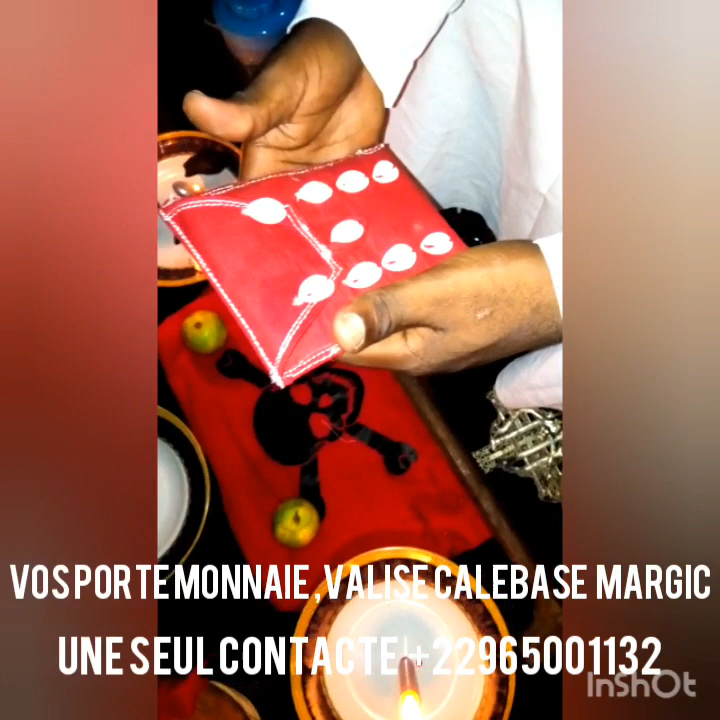 VOS PORTE MONNAIE , VALISE CALEBASE MARGIC
UNE SEUL CONTACTE +22965001132
InShOt